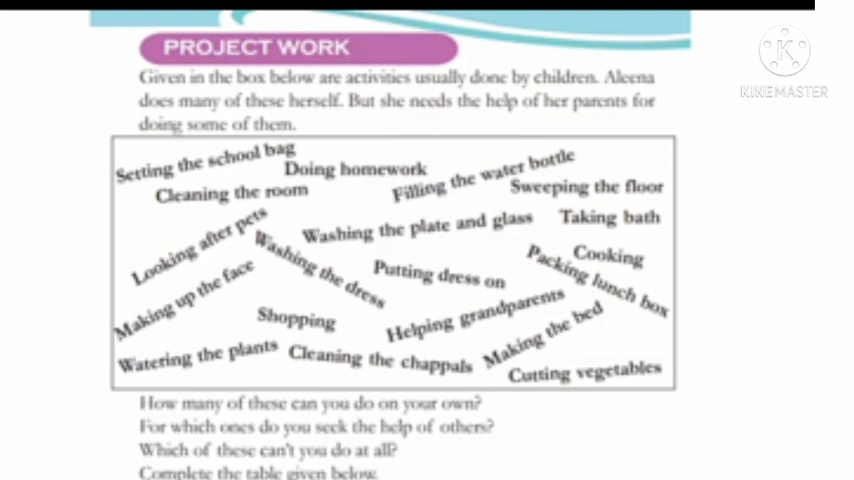 PROJECT WORK
K
KINEMASTER
Given in the box below are activities usually done by children. Aleena
does many of these herself. But she needs the help of her parents for
doing some of them.
Setting the school bag
Doing homework
Filling the water bottle
Cleaning the room
Sweeping the floor
Looking after pets
Washing the plate and glass
Taking bath
Washing the dress
Putting dress on
Cooking
Packing lunch box
Making up the face
Shopping
Helping grandparents
Making the bed
Watering the plants
Cleaning the chappals
Cutting vegetables
How many of these can you do on your own?
For which ones do you seek the help of others?
Which of these can't you do at all?
Complete the table given below.